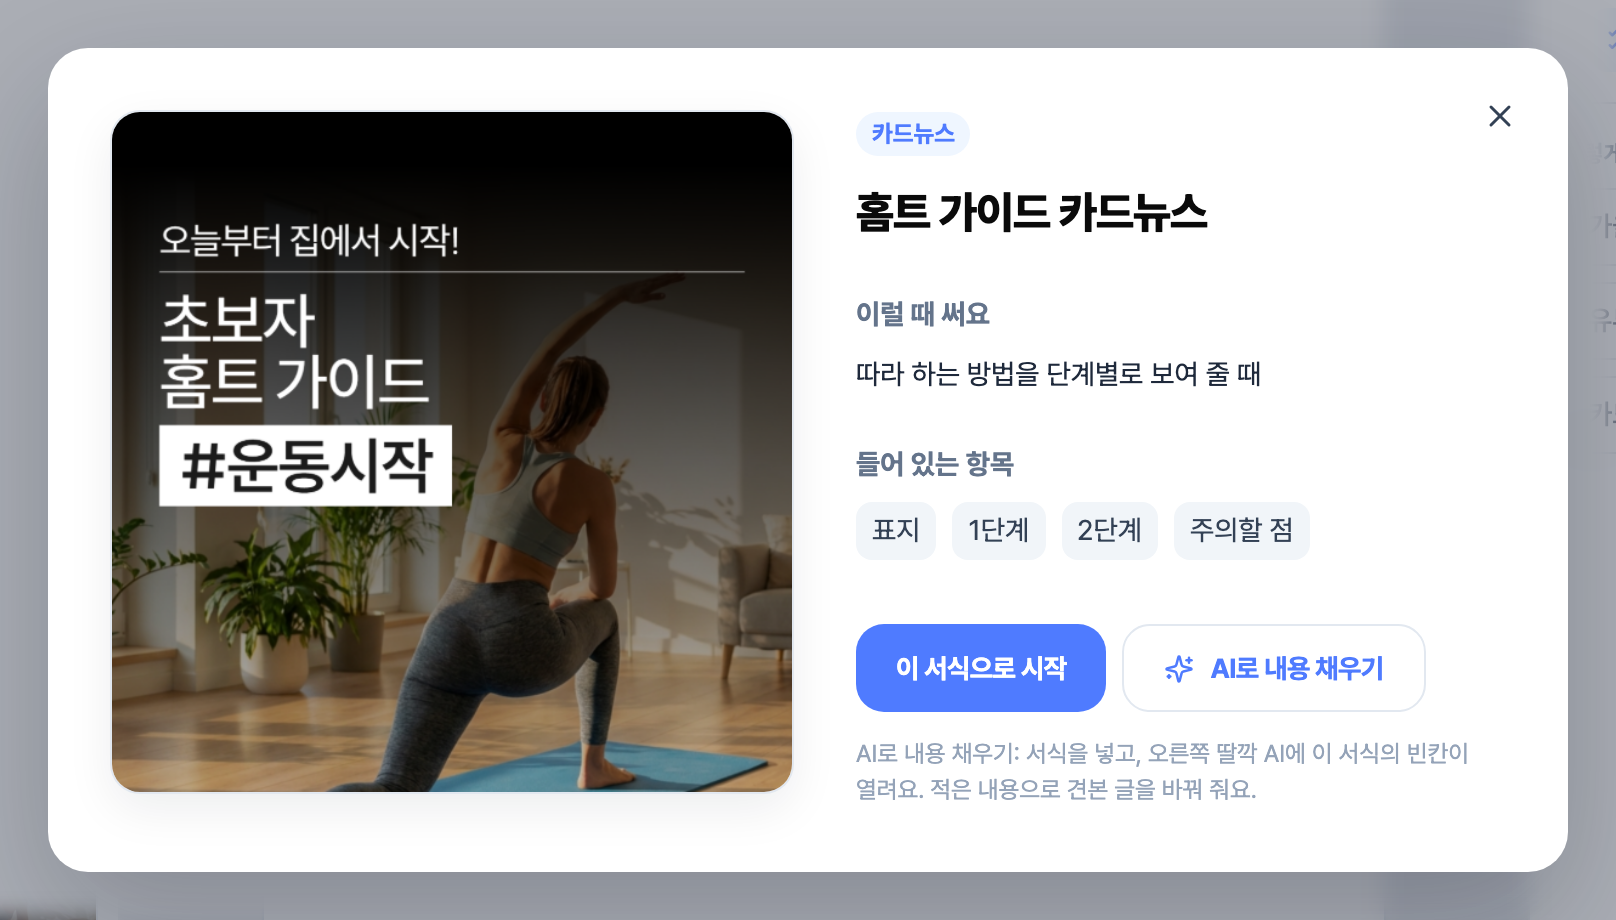 오늘부터 집에서 시작!
초보자
홈트 가이드
#운동시작
카드뉴스
홈트 가이드 카드뉴스
이럴 때 써요
따라 하는 방법을 단계별로 보여 줄 때
들어 있는 항목
표지 1단계 2단계 주의할 점
이 서식으로 시작 AI로 내용 채우기
AI로 내용 채우기: 서식을 넣고, 오른쪽 딸깍 AI에 이 서식의 빈칸이
열려요. 적은 내용으로 견본 글을 바꿔 줘요.